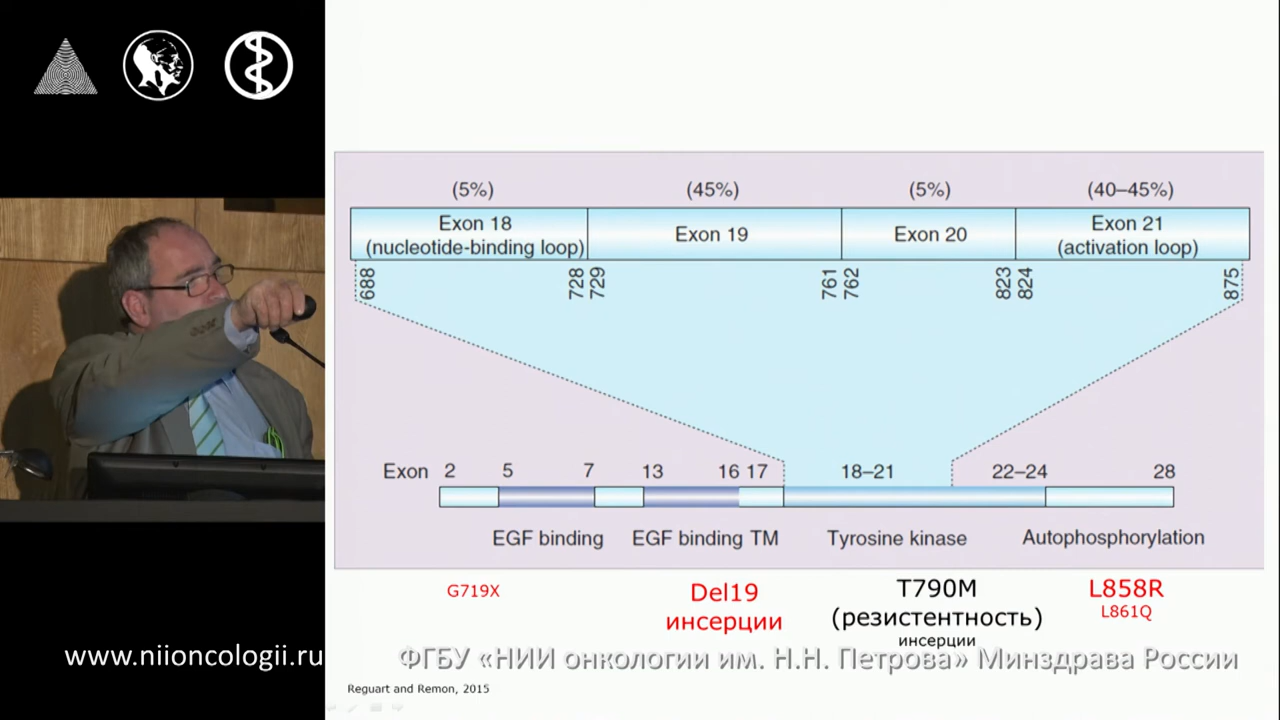 (5%)
(45%)
(5%)
(40–45%)
Exon 18
(nucleotide-binding loop)
Exon 19
Exon 20
Exon 21
(activation loop)
688
728
729
761
762
823
824
875
Exon 2 5 7 13 16 17 18–21 22–24 28
EGF binding
EGF binding TM
Tyrosine kinase
Autophosphorylation
G719X
Del19
инсерции
T790M
(резистентность)
инсерции
L858R
L861Q
www.niioncologii.ru
ФГБУ «НИИ онкологии им. Н.Н. Петрова» Минздрава России
Reguart and Remon, 2015